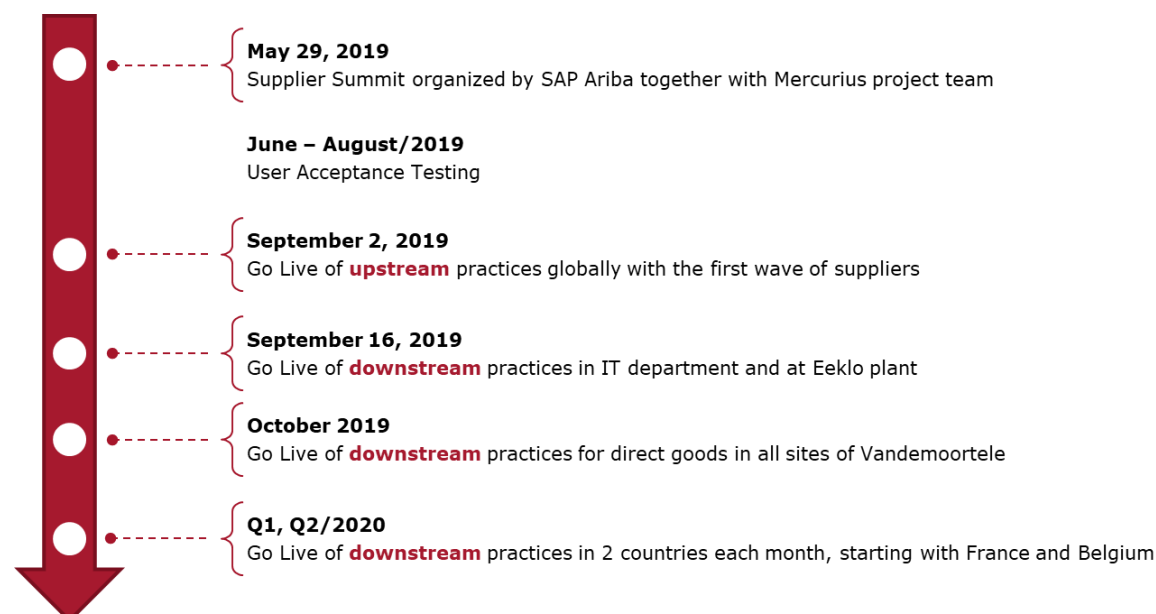 May 29, 2019
Supplier Summit organized by SAP Ariba together with Mercurius project team
June – August/2019
User Acceptance Testing
September 2, 2019
Go Live of upstream practices globally with the first wave of suppliers
September 16, 2019
Go Live of downstream practices in IT department and at Eeklo plant
October 2019
Go Live of downstream practices for direct goods in all sites of Vandemoortele
Q1, Q2/2020
Go Live of downstream practices in 2 countries each month, starting with France and Belgium